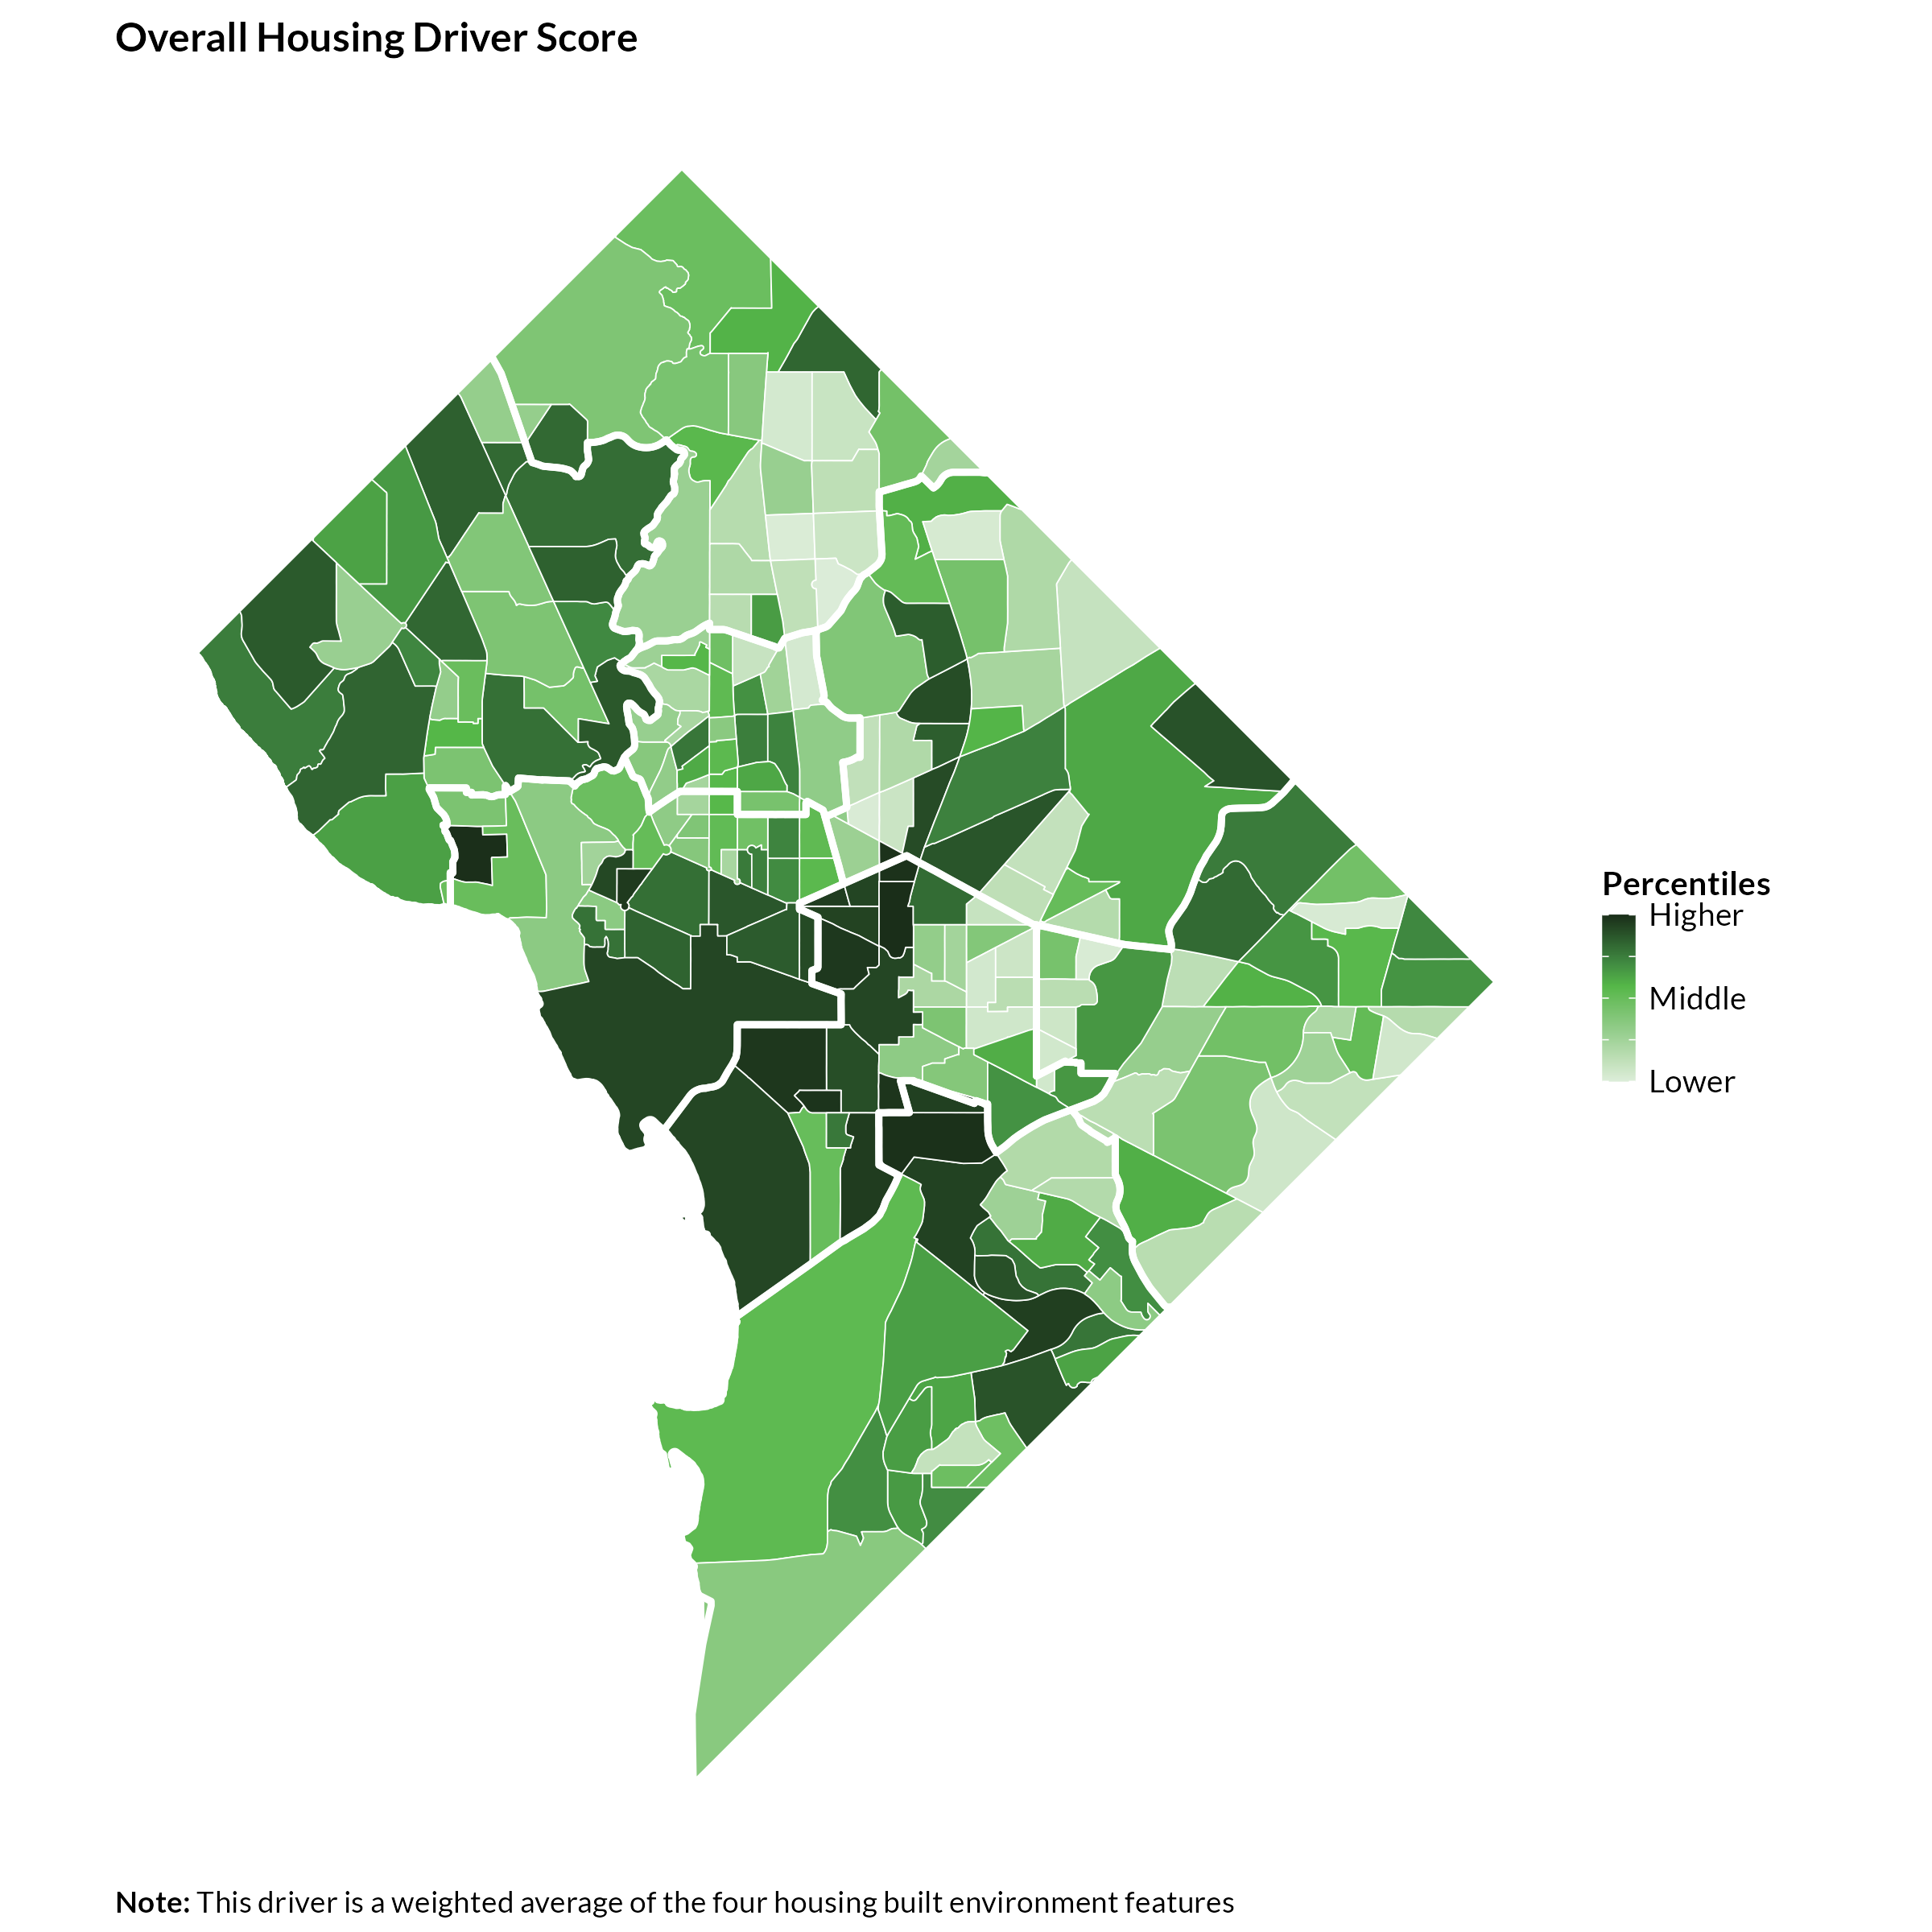 Overall Housing Driver Score
Percentiles
Higher
Middle
Lower
Note: This driver is a weighted average of the four housing built environment features